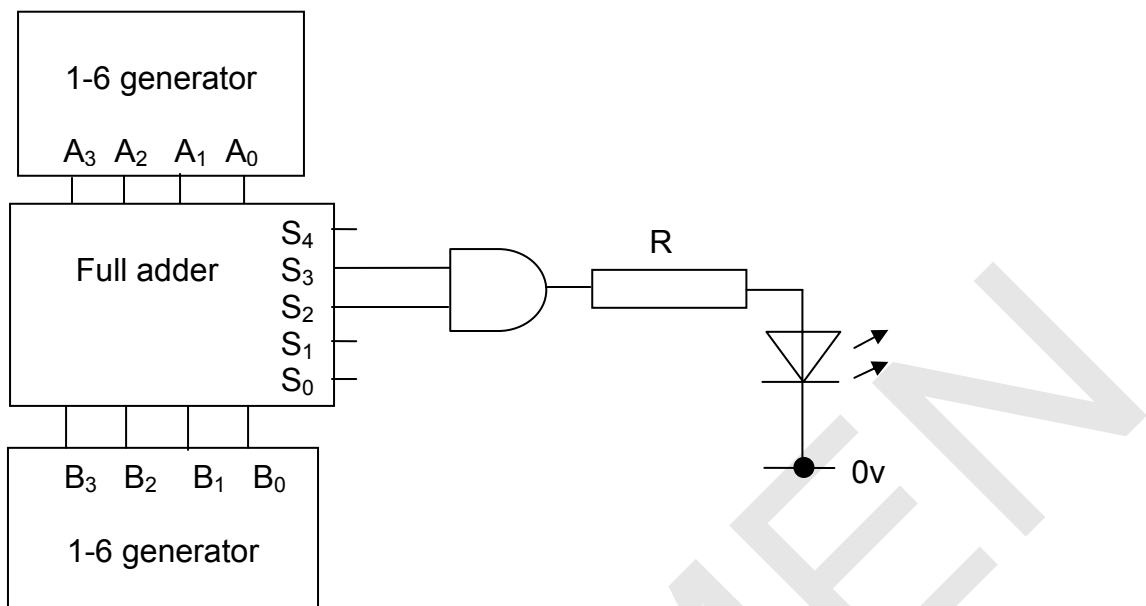 1-6 generator
A₃ A₂ A₁ A₀
Full adder
S₄
S₃
S₂
S₁
S₀
R
0v
B₃ B₂ B₁ B₀
1-6 generator
MEN